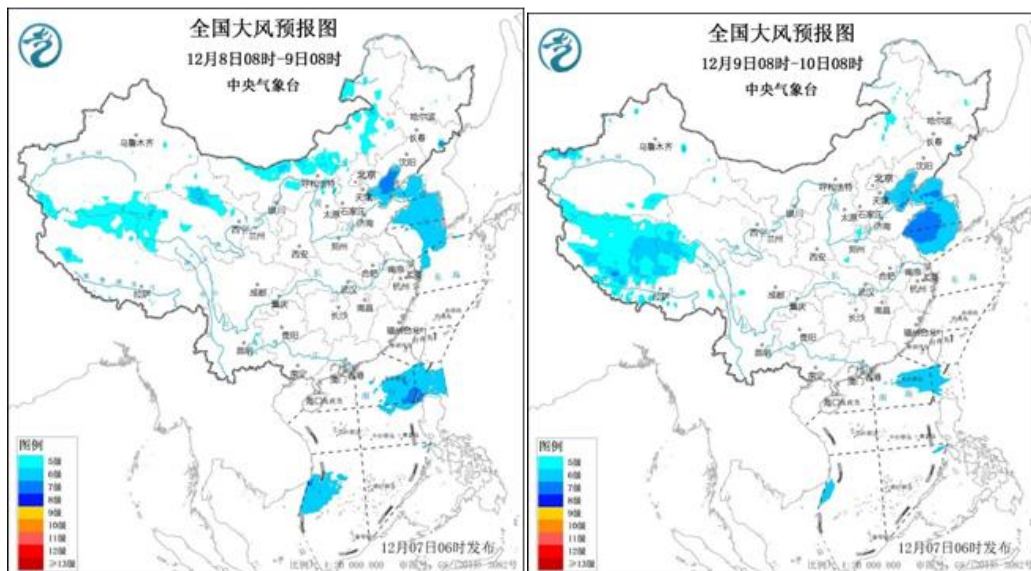 全国大风预报图
12月8日08时-9日08时
中央气象台
乌鲁木齐
哈尔滨
长春
沈阳
呼和浩特
北京
天津
银川
太原
石家庄
济南
西宁
兰州
郑州
西安
合肥
南京
上海
拉萨
成都
重庆
武汉
杭州
长沙
南昌
贵阳
福州
昆明
南宁
澳门
香港
海口
图例
5级
6级
7级
8级
9级
10级
11级
12级
≥13级
12月07日06时发布
全国大风预报图
12月9日08时-10日08时
中央气象台
乌鲁木齐
哈尔滨
长春
沈阳
呼和浩特
北京
天津
银川
太原
石家庄
济南
西宁
兰州
郑州
西安
合肥
南京
上海
拉萨
成都
重庆
武汉
杭州
长沙
南昌
贵阳
福州
昆明
南宁
澳门
香港
海口
图例
5级
6级
7级
8级
9级
10级
11级
12级
≥13级
12月07日06时发布